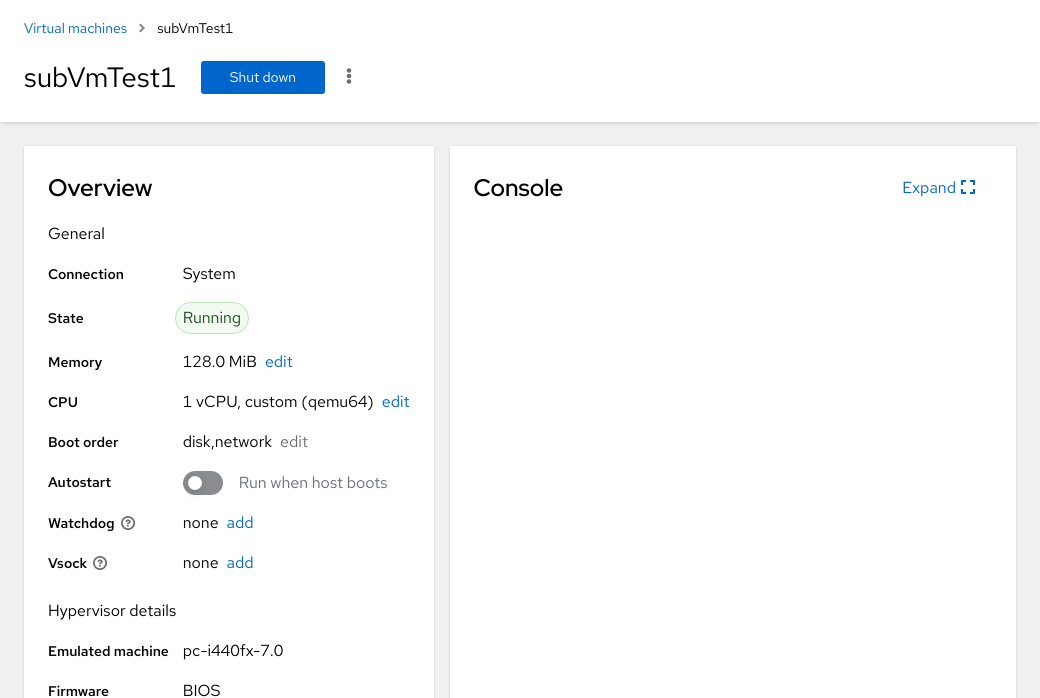 Virtual machines > subVmTest1
subVmTest1 Shut down
Overview
General
Connection System
State Running
Memory 128.0 MiB edit
CPU 1 vCPU, custom (qemu64) edit
Boot order disk,network edit
Autostart Run when host boots
Watchdog none add
Vsock none add
Hypervisor details
Emulated machine pc-i440fx-7.0
Firmware BIOS
Console Expand